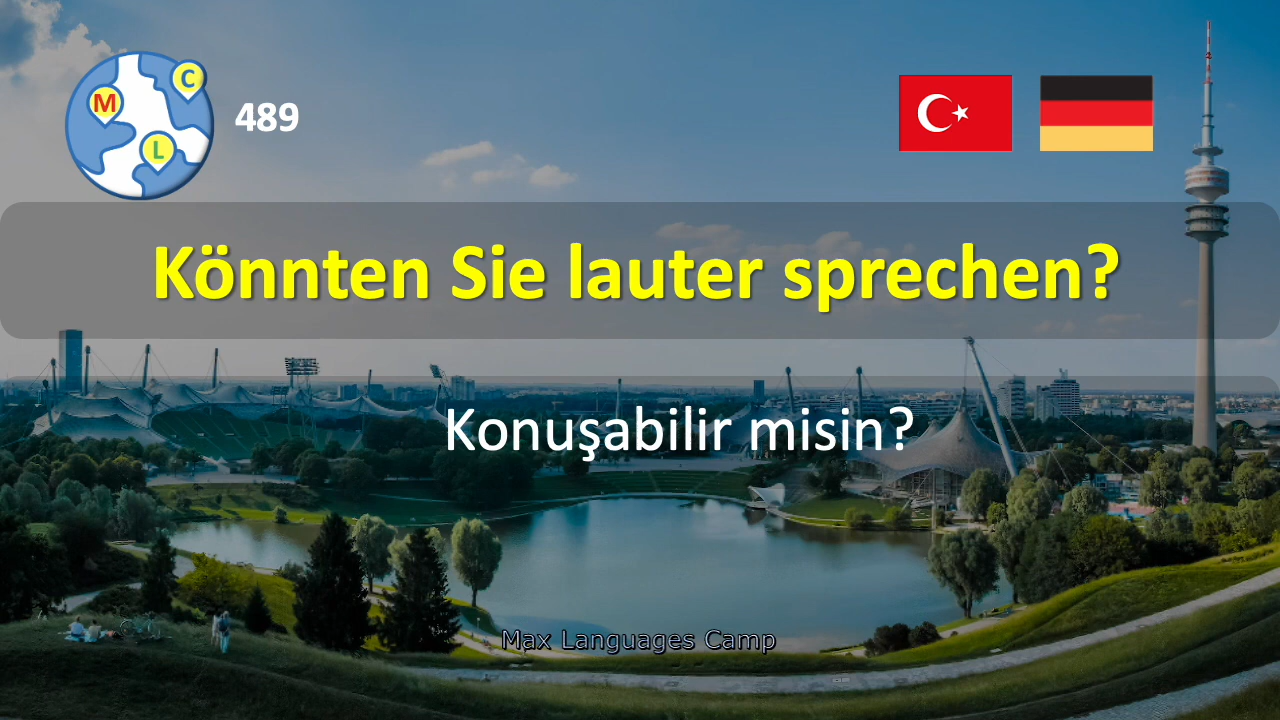 M
C
L
489
Könnten Sie lauter sprechen?
Konuşabilir misin?
Max Languages Camp